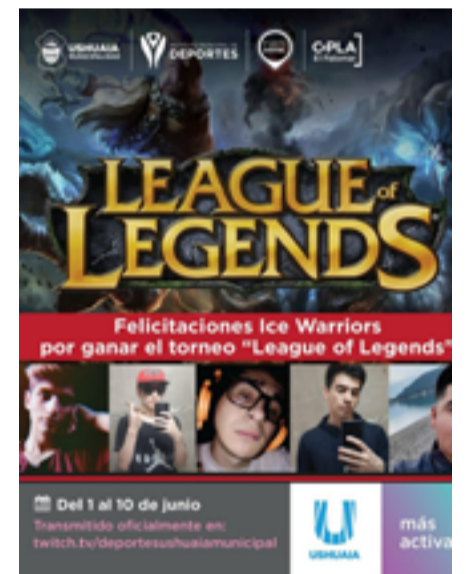 USHUAIA
DEPORTES
LEAGUE of
LEGENDS
Felicitaciones Ice Warriors
por ganar el torneo "League of Legends"
Del 1 al 10 de junio
Transmitido oficialmente en:
twitch.tv/deportesushuaiamunicipal
USHUAIA
más
activa